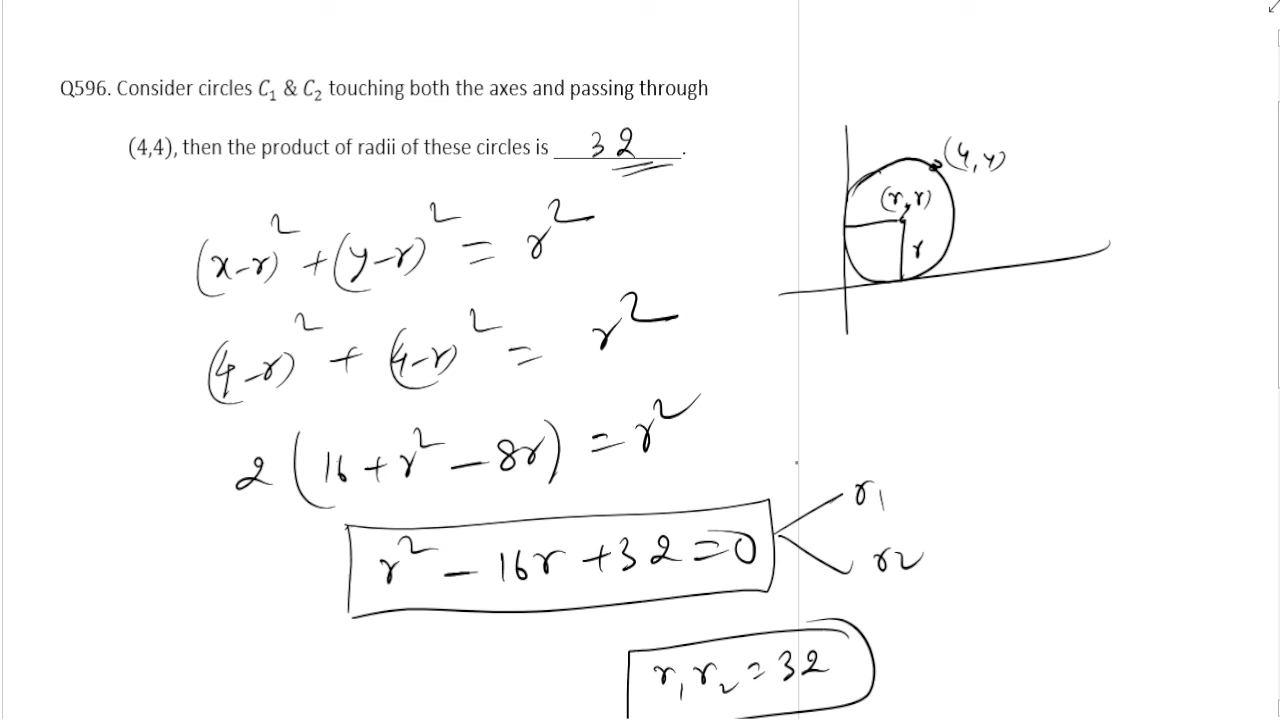 Q596. Consider circles C₁ & C₂ touching both the axes and passing through
(4,4), then the product of radii of these circles is 32.
(4,4)
(r,r)
r
(x-r)² + (y-r)² = r²
(4-r)² + (4-r)² = r²
2(16 + r² - 8r) = r²
r² - 16r + 32 = 0
r₁
r₂
r₁r₂ = 32